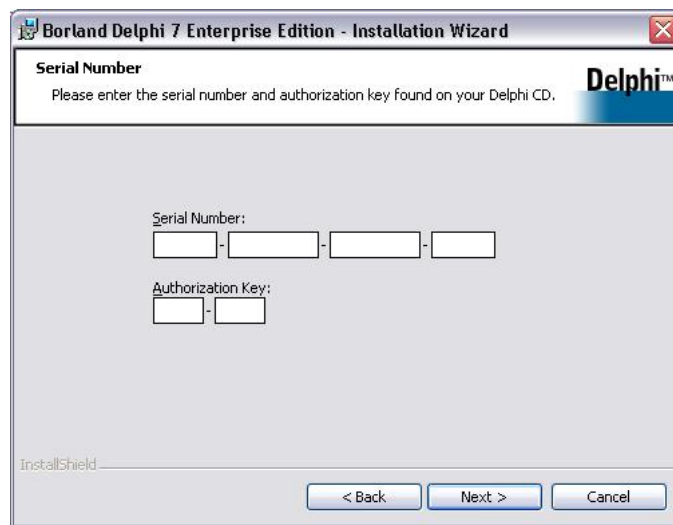 Borland Delphi 7 Enterprise Edition - Installation Wizard
Serial Number
Please enter the serial number and authorization key found on your Delphi CD.
Delphi™
Serial Number:
- - -
Authorization Key:
-
InstallShield
< Back Next > Cancel